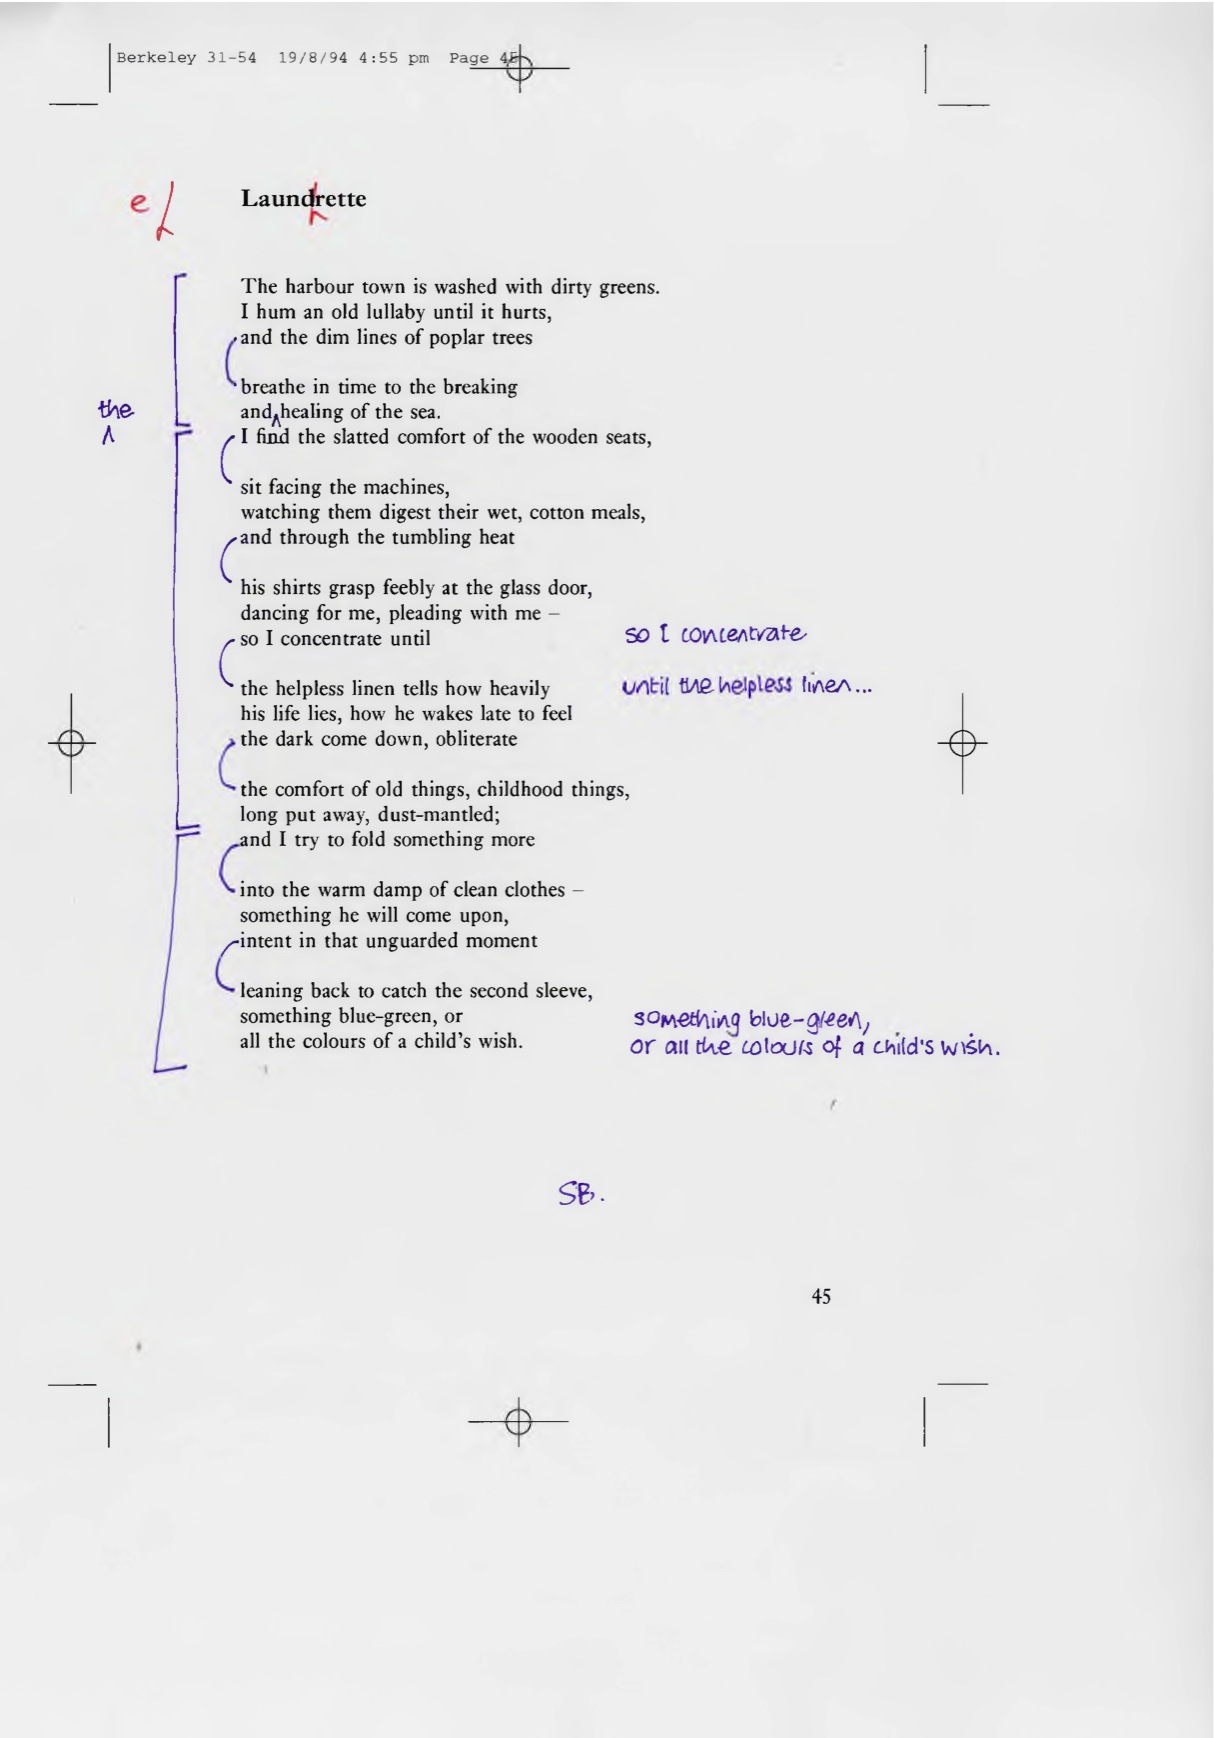 Berkeley 31-54 19/8/94 4:55 pm Page 45
e
Laundrette
The harbour town is washed with dirty greens.
I hum an old lullaby until it hurts,
and the dim lines of poplar trees
breathe in time to the breaking
the
and healing of the sea.
I find the slatted comfort of the wooden seats,
sit facing the machines,
watching them digest their wet, cotton meals,
and through the tumbling heat
his shirts grasp feebly at the glass door,
dancing for me, pleading with me –
so I concentrate until
so I concentrate
the helpless linen tells how heavily
until the helpless linen...
his life lies, how he wakes late to feel
the dark come down, obliterate
the comfort of old things, childhood things,
long put away, dust-mantled;
and I try to fold something more
into the warm damp of clean clothes –
something he will come upon,
intent in that unguarded moment
leaning back to catch the second sleeve,
something blue-green, or
something blue-green,
all the colours of a child's wish.
or all the colours of a child's wish.
SB.
45